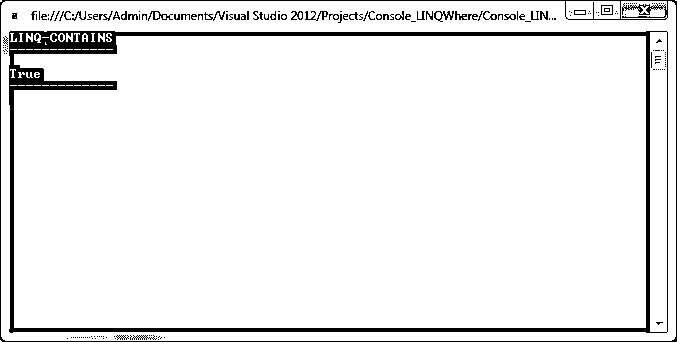 file:///C:/Users/Admin/Documents/Visual Studio 2012/Projects/Console_LINQWhere/Console_LIN...
LINQ-CONTAINS
---------------
True
---------------